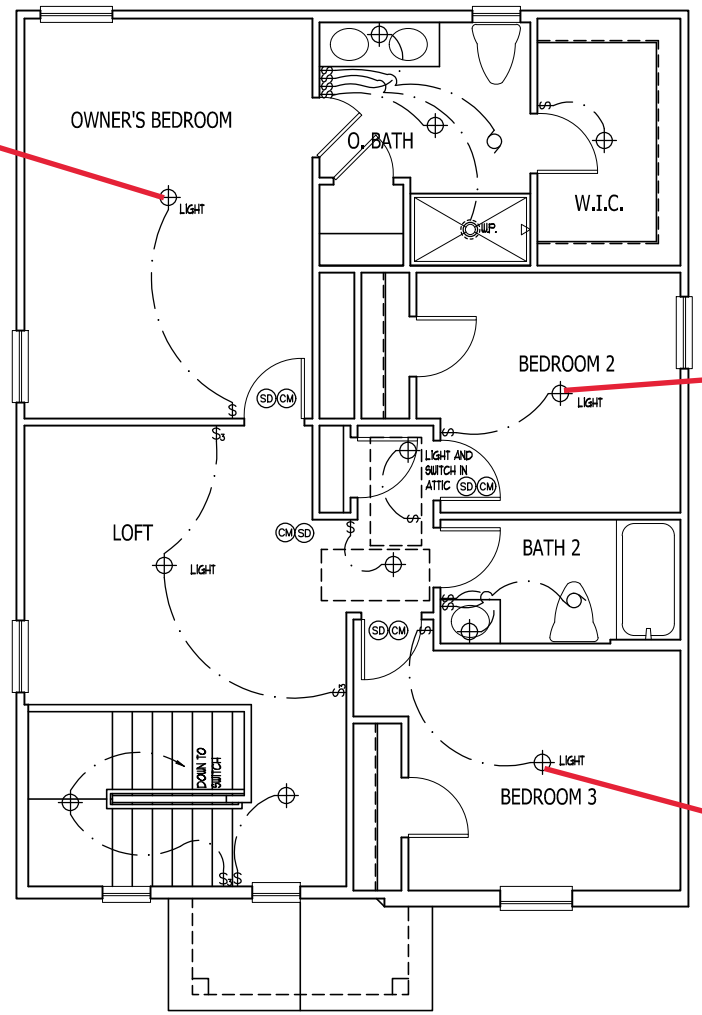 OWNER'S BEDROOM
O. BATH
LIGHT
W.P.
W.I.C.
$
$
$
$
$
SD CM
$
$3
BEDROOM 2
LIGHT
$
LIGHT AND
SWITCH IN
ATTIC
SD CM
$
$
CM SD
LOFT
LIGHT
BATH 2
$
$
SD CM
$
$3
DOWN TO
SWITCH
LIGHT
BEDROOM 3
$3
$